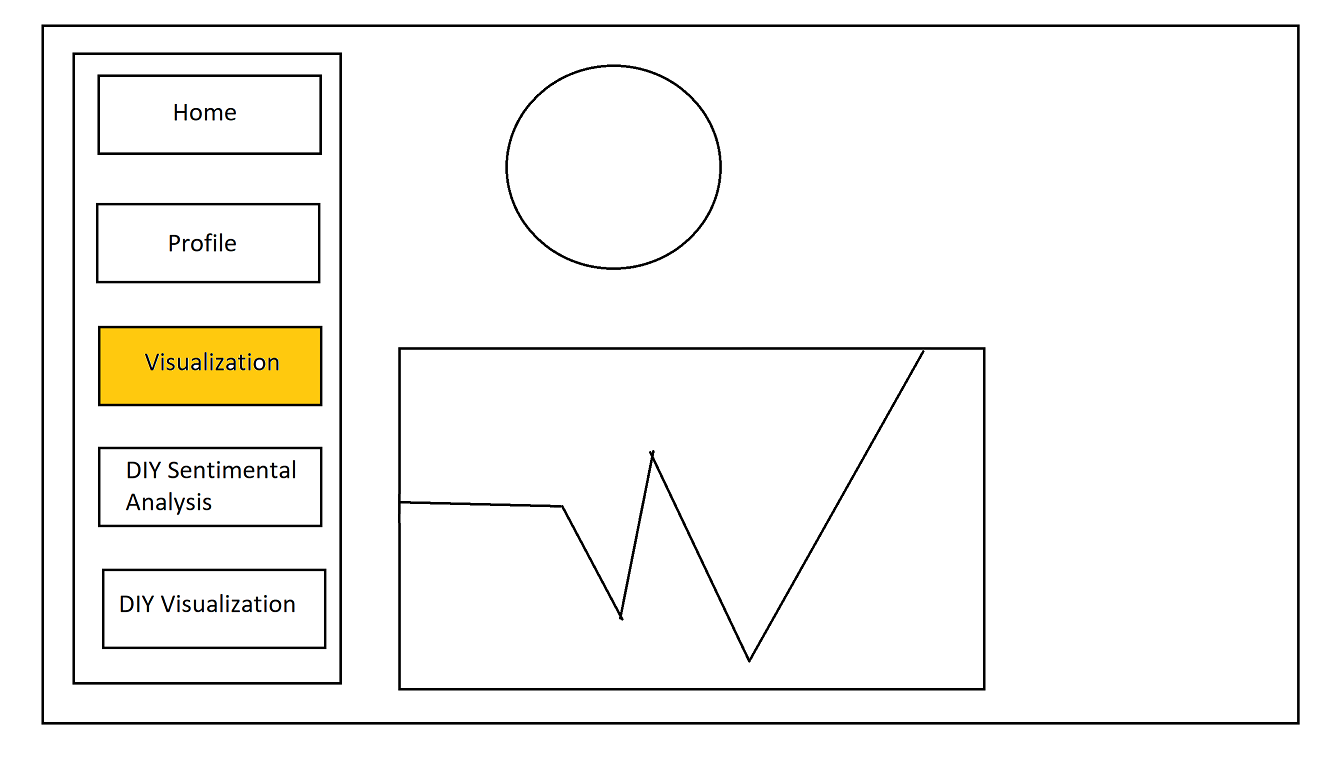 Home
Profile
Visualization
DIY Sentimental
Analysis
DIY Visualization